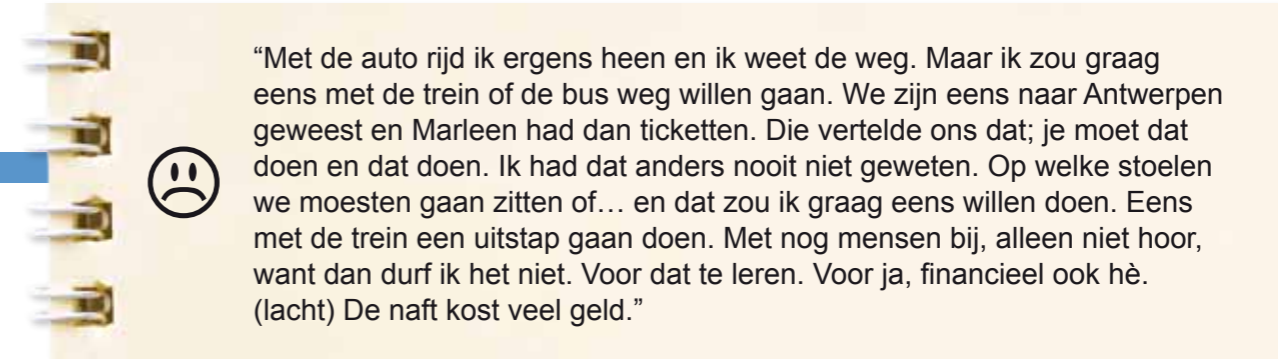 “Met de auto rijd ik ergens heen en ik weet de weg. Maar ik zou graag
eens met de trein of de bus weg willen gaan. We zijn eens naar Antwerpen
geweest en Marleen had dan ticketten. Die vertelde ons dat; je moet dat
doen en dat doen. Ik had dat anders nooit niet geweten. Op welke stoelen
we moesten gaan zitten of… en dat zou ik graag eens willen doen. Eens
met de trein een uitstap gaan doen. Met nog mensen bij, alleen niet hoor,
want dan durf ik het niet. Voor dat te leren. Voor ja, financieel ook hè.
(lacht) De naft kost veel geld.”